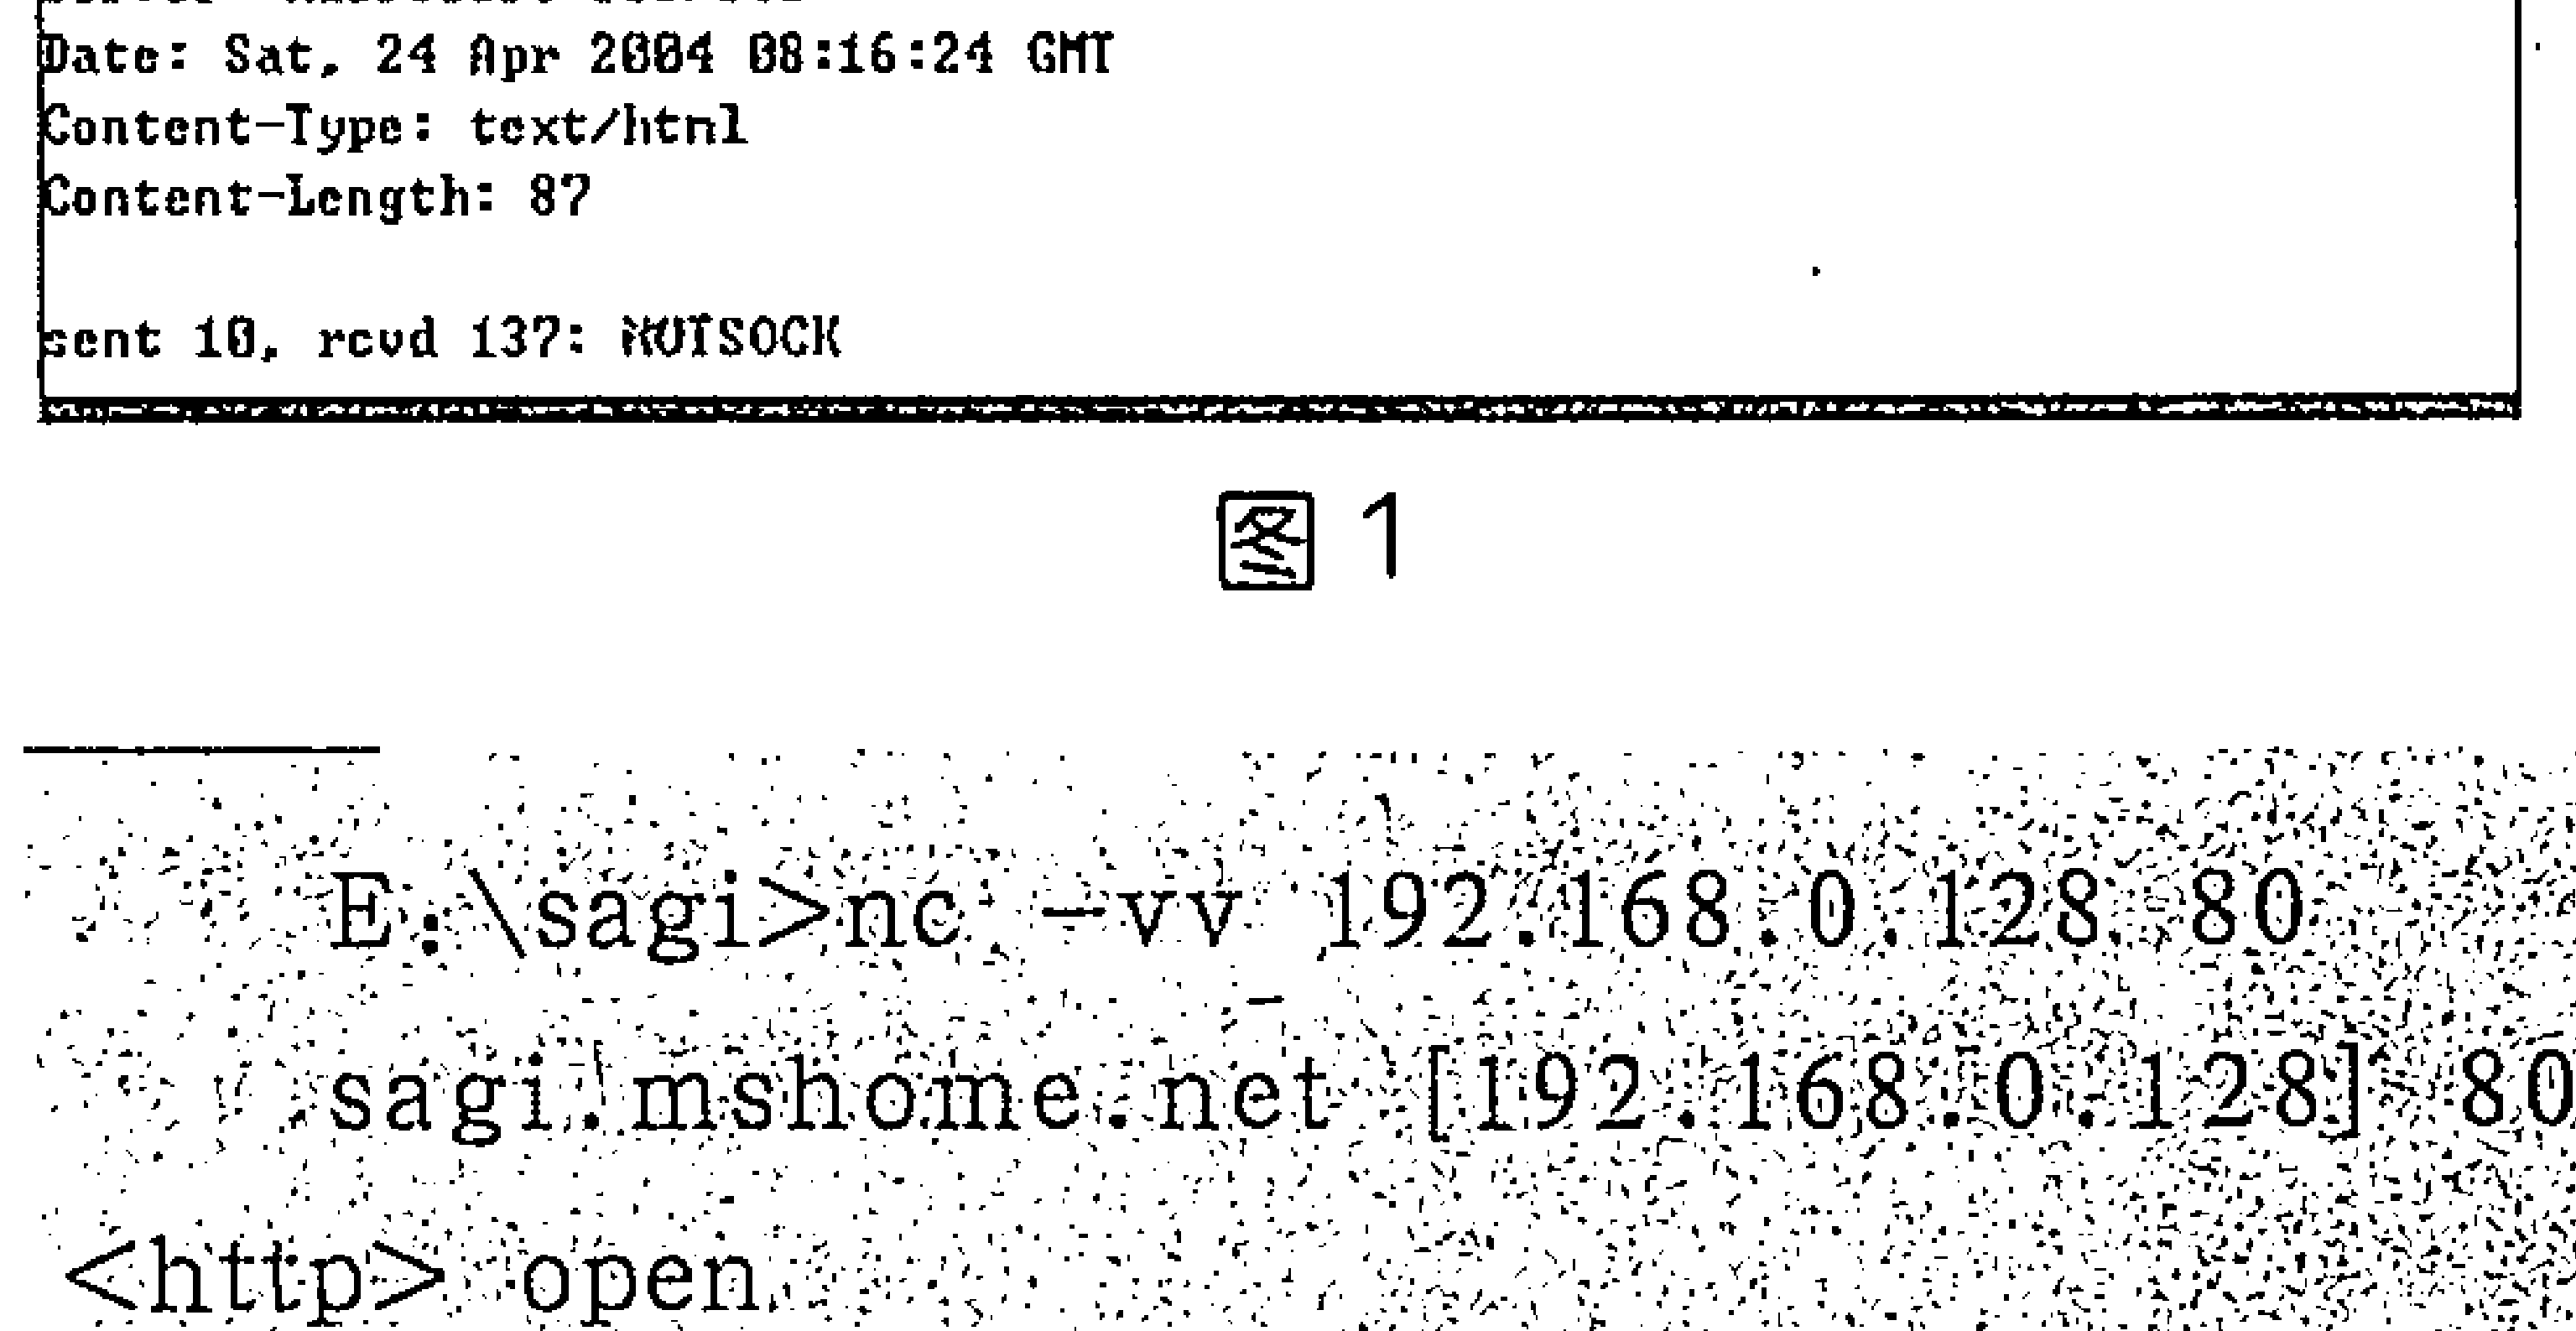 Date: Sat, 24 Apr 2004 08:16:24 GMT
Content-Type: text/html
Content-Length: 87
sent 10, rcvd 137: NOTSOCK
图 1
E:\sagi>nc -vv 192.168.0.128 80
sagi.mshome.net [192.168.0.128] 80
<http> open